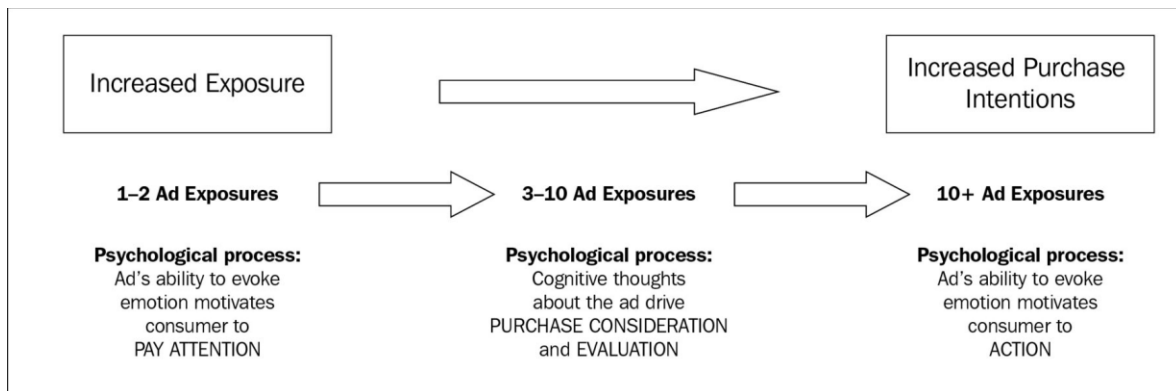 Increased Exposure
Increased Purchase
Intentions
1–2 Ad Exposures
3–10 Ad Exposures
10+ Ad Exposures
Psychological process:
Ad's ability to evoke
emotion motivates
consumer to
PAY ATTENTION
Psychological process:
Cognitive thoughts
about the ad drive
PURCHASE CONSIDERATION
and EVALUATION
Psychological process:
Ad's ability to evoke
emotion motivates
consumer to
ACTION